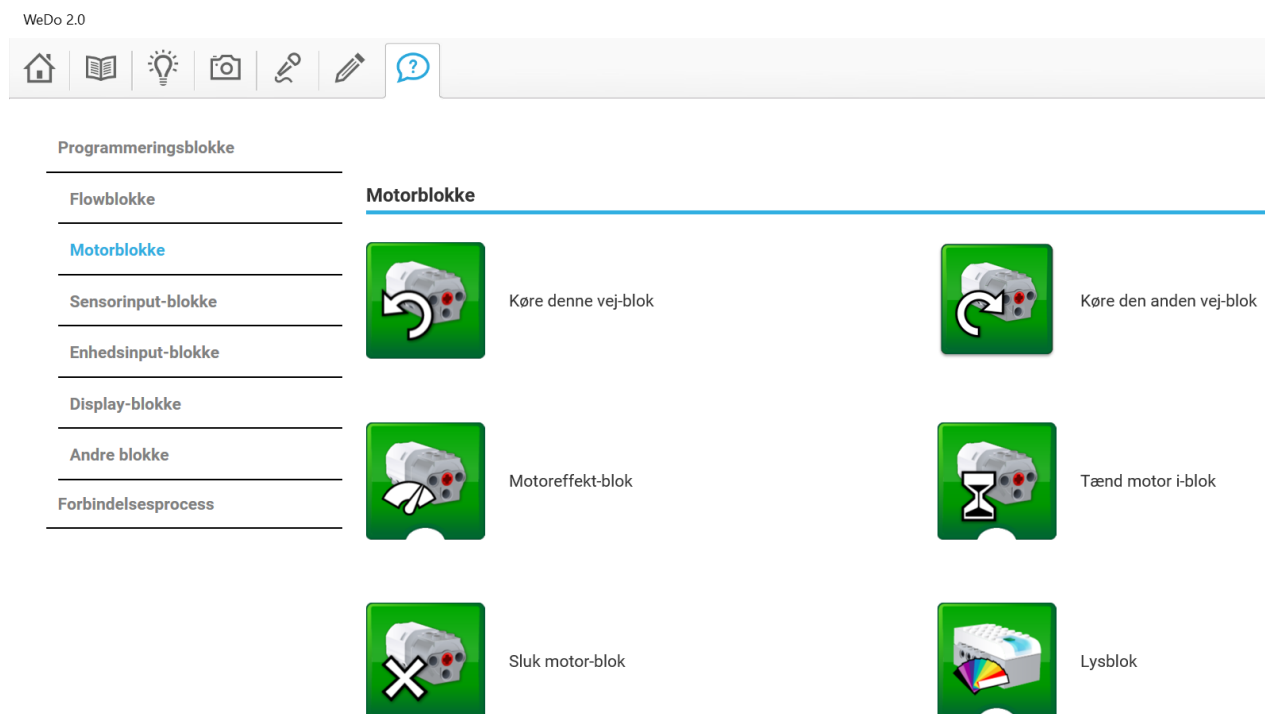 WeDo 2.0
Programmeringsblokke
Flowblokke
Motorblokke
Sensorinput-blokke
Enhedsinput-blokke
Display-blokke
Andre blokke
Forbindelsesprocess
Motorblokke
Køre denne vej-blok
Køre den anden vej-blok
Motoreffekt-blok
Tænd motor i-blok
Sluk motor-blok
Lysblok